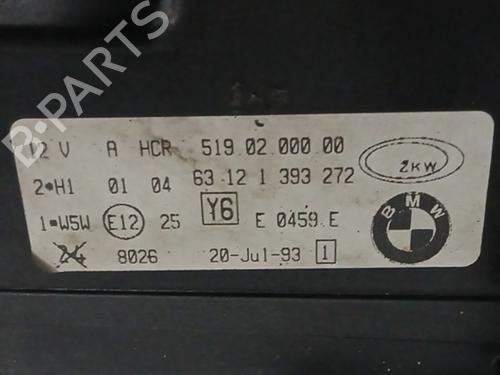 B-PARTS
12 V A HCR 519.02.000.00
ZKW
2*H1 01 04 63.12 1 393 272
1*W5W E12 25 Y6 E 0459.E
BMW
24 8026 20-Jul-93 1